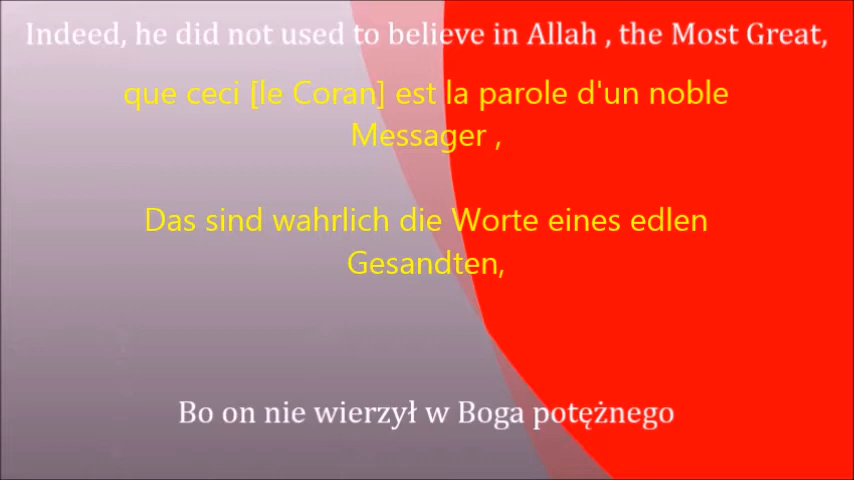 Indeed, he did not used to believe in Allah , the Most Great,
que ceci [le Coran] est la parole d'un noble
Messager ,
Das sind wahrlich die Worte eines edlen
Gesandten,
Bo on nie wierzył w Boga potężnego